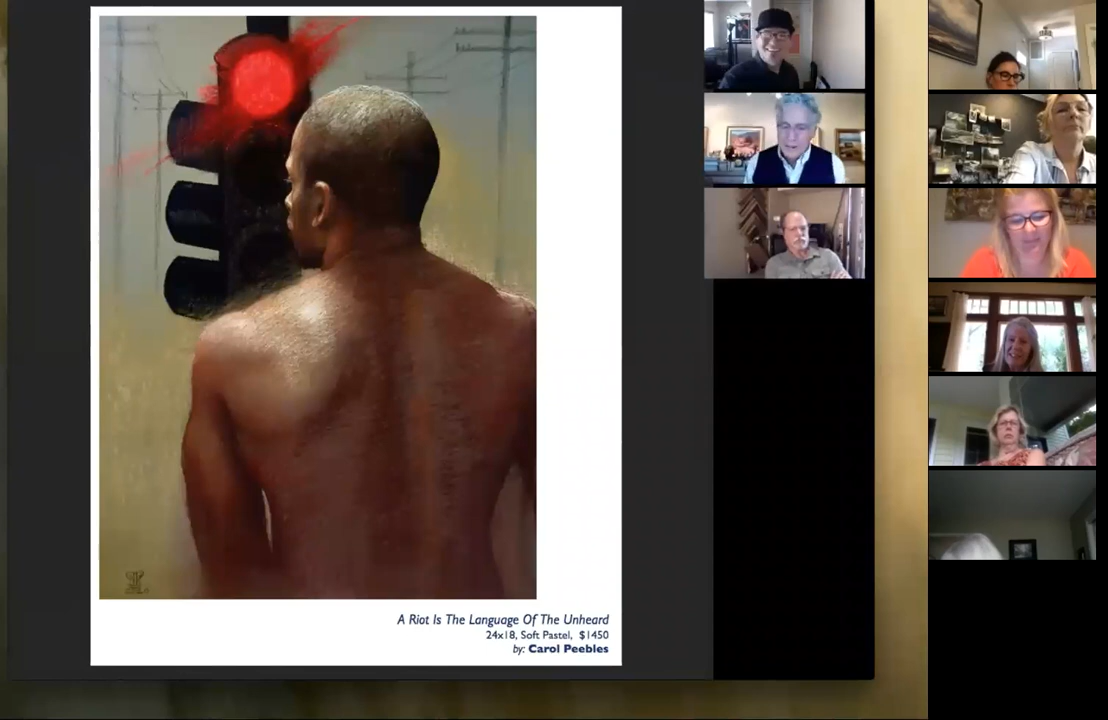 A Riot Is The Language Of The Unheard
24x18, Soft Pastel, $1450
by: Carol Peebles